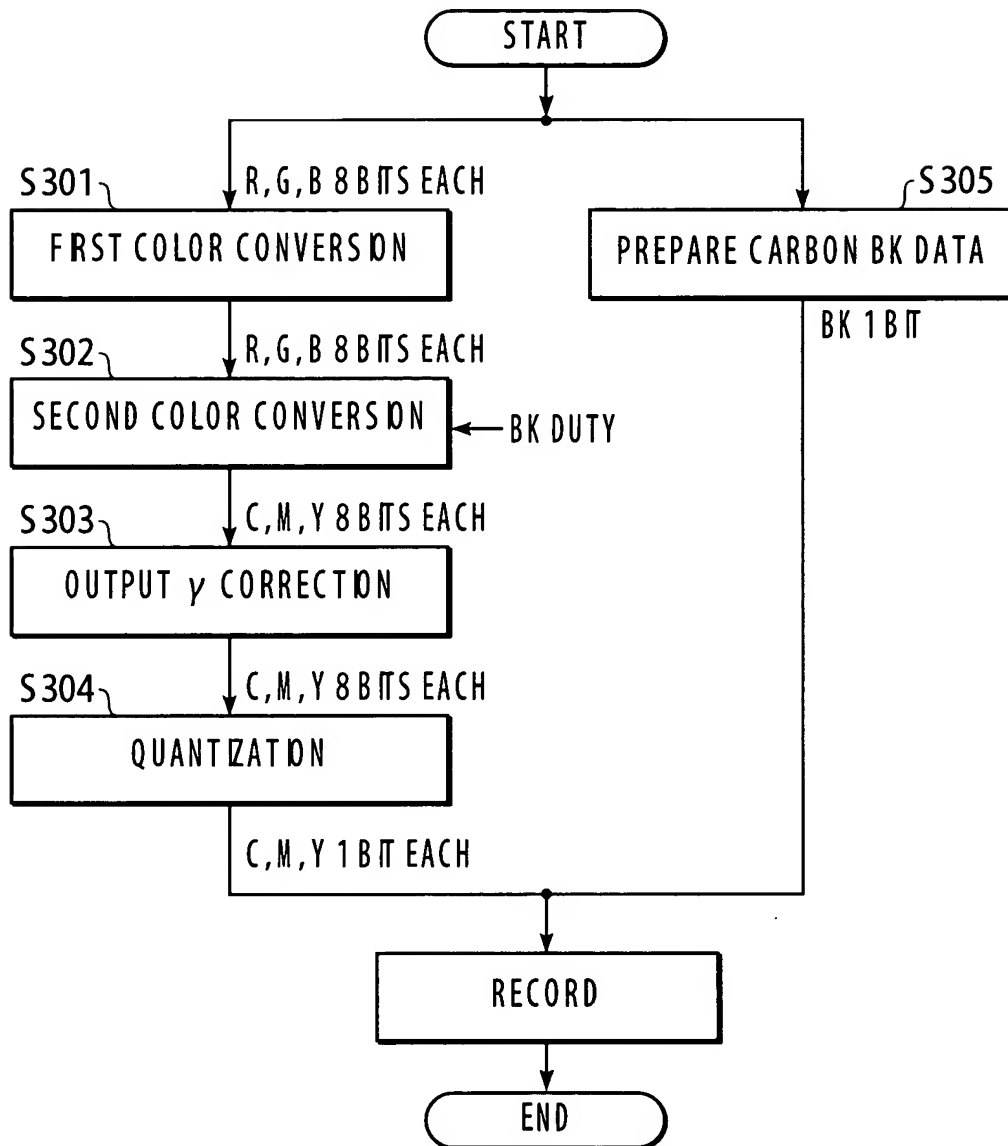 START
R, G, B 8 BITS EACH
S301
S305
FIRST COLOR CONVERSION
PREPARE CARBON BK DATA
R, G, B 8 BITS EACH
BK 1 BIT
S302
SECOND COLOR CONVERSION
BK DUTY
C, M, Y 8 BITS EACH
S303
OUTPUT γ CORRECTION
C, M, Y 8 BITS EACH
S304
QUANTIZATION
C, M, Y 1 BIT EACH
RECORD
END